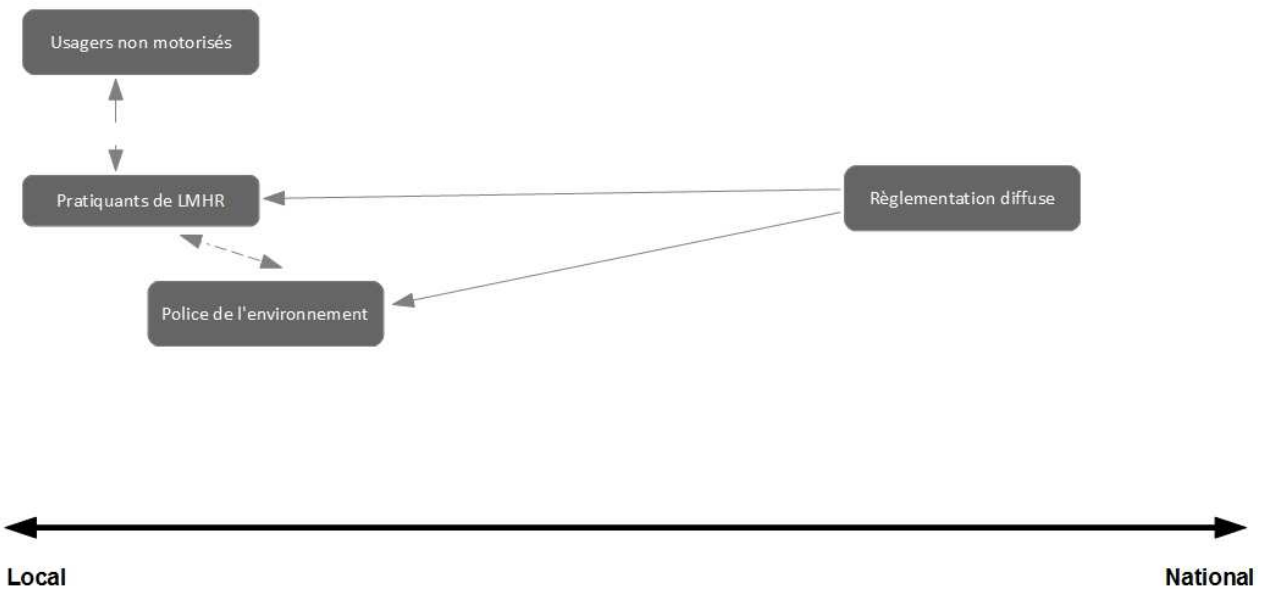 Usagers non motorisés
Pratiquants de LMHR
Règlementation diffuse
Police de l'environnement
Local
National